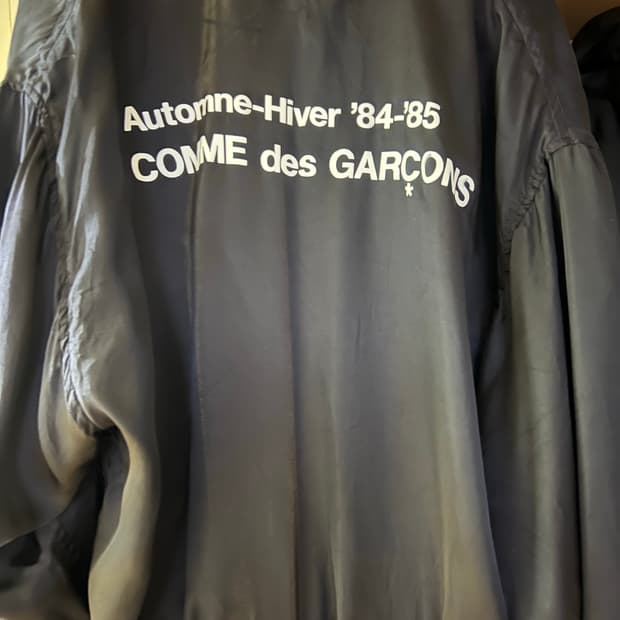 Automne-Hiver '84-'85
COMME des GARÇONS
*